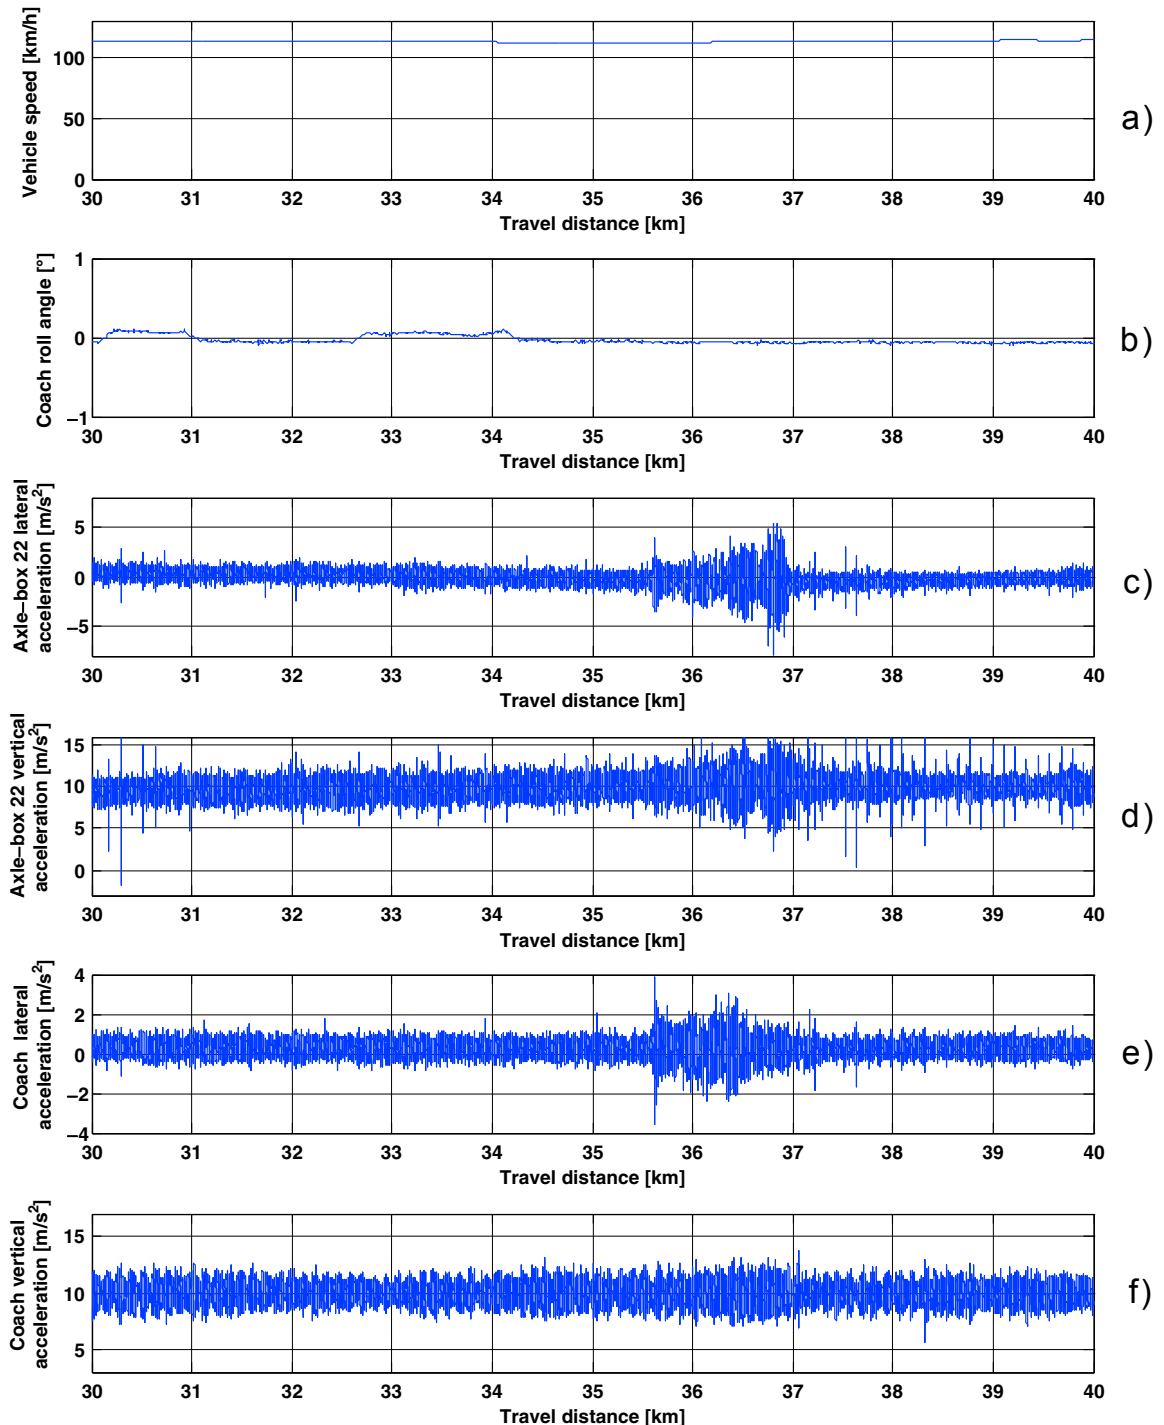 Vehicle speed [km/h]
100
50
0
30 31 32 33 34 35 36 37 38 39 40
Travel distance [km]
a)
Coach roll angle [°]
1
0
−1
30 31 32 33 34 35 36 37 38 39 40
Travel distance [km]
b)
Axle−box 22 lateral
acceleration [m/s²]
5
0
−5
30 31 32 33 34 35 36 37 38 39 40
Travel distance [km]
c)
Axle−box 22 vertical
acceleration [m/s²]
15
10
5
0
30 31 32 33 34 35 36 37 38 39 40
Travel distance [km]
d)
Coach lateral
acceleration [m/s²]
4
2
0
−2
−4
30 31 32 33 34 35 36 37 38 39 40
Travel distance [km]
e)
Coach vertical
acceleration [m/s²]
15
10
5
30 31 32 33 34 35 36 37 38 39 40
Travel distance [km]
f)